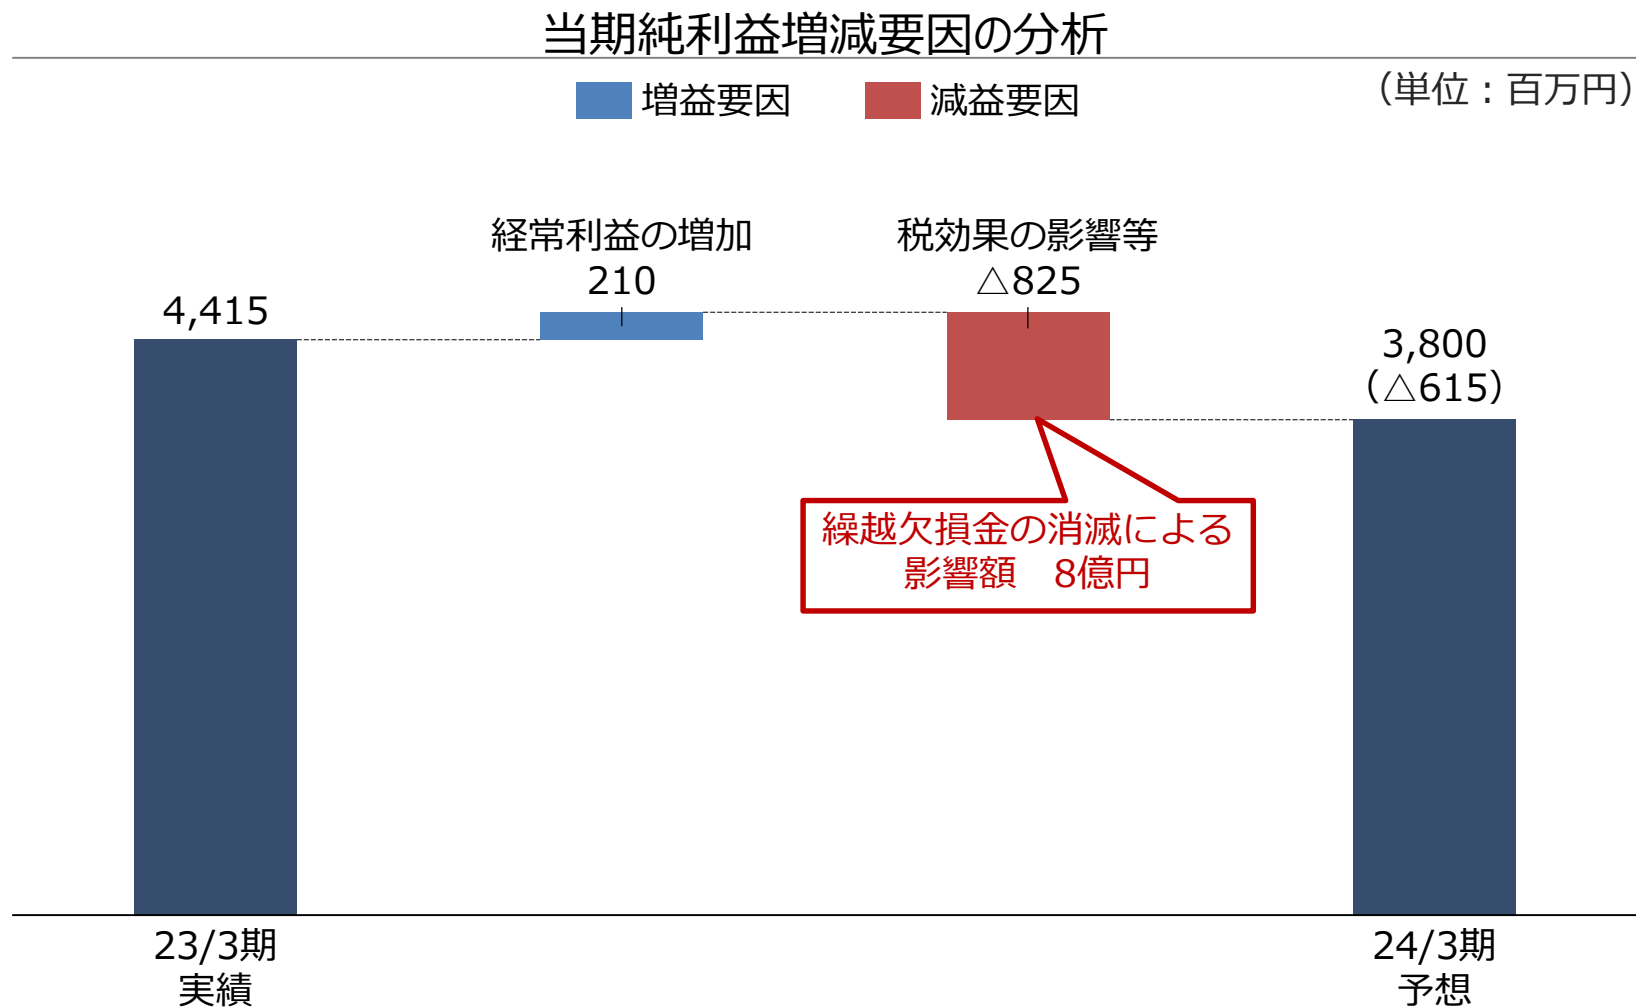 当期純利益増減要因の分析
(単位：百万円)
増益要因 減益要因
4,415
経常利益の増加
210
税効果の影響等
△825
3,800
(△615)
繰越欠損金の消滅による
影響額　8億円
23/3期
実績
24/3期
予想